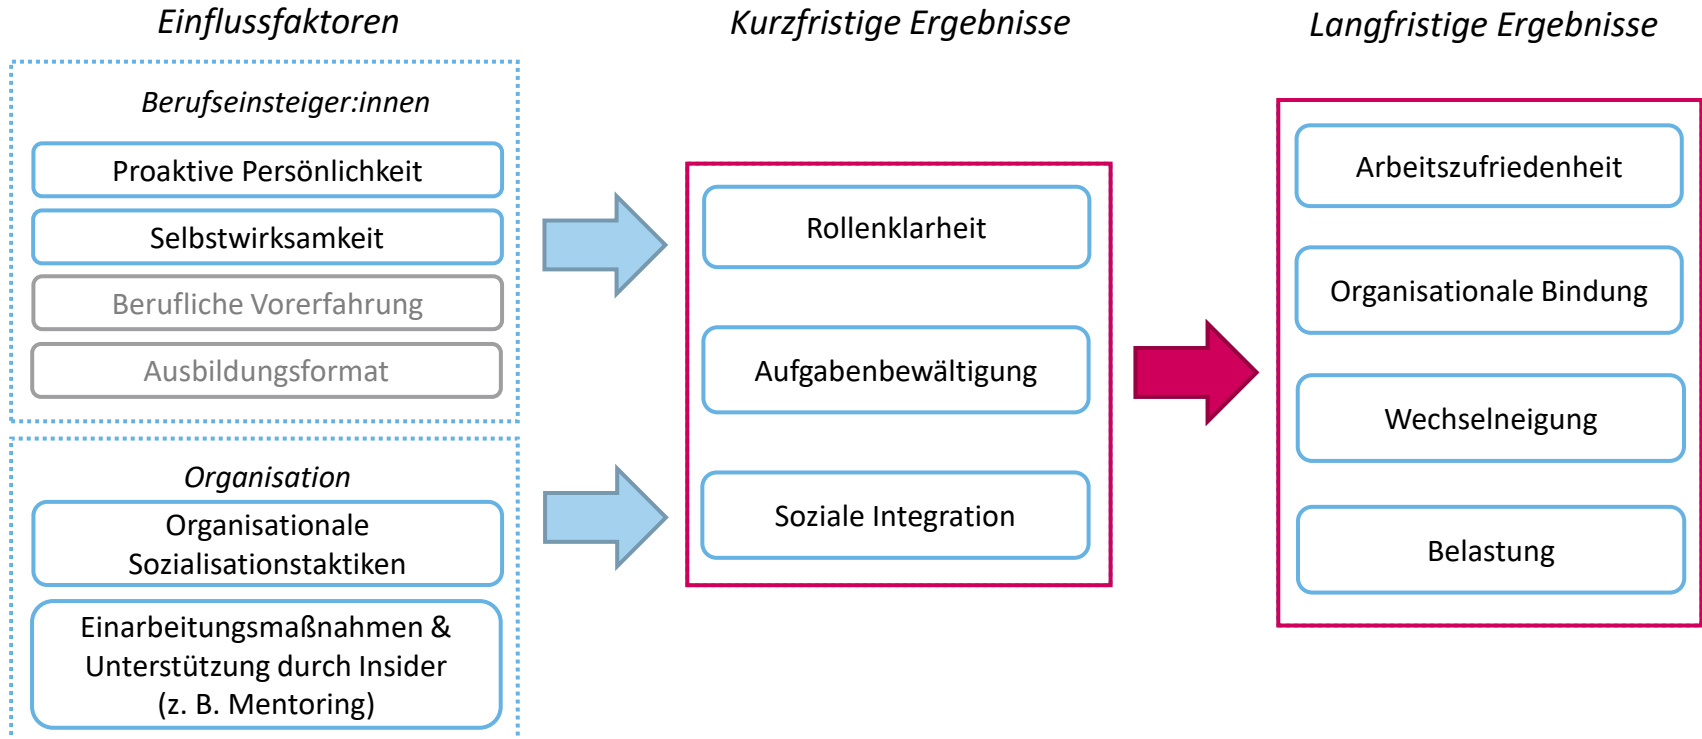 Einflussfaktoren
Berufseinsteiger:innen
Proaktive Persönlichkeit
Selbstwirksamkeit
Berufliche Vorerfahrung
Ausbildungsformat
Organisation
Organisationale
Sozialisationstaktiken
Einarbeitungsmaßnahmen &
Unterstützung durch Insider
(z. B. Mentoring)
Kurzfristige Ergebnisse
Rollenklarheit
Aufgabenbewältigung
Soziale Integration
Langfristige Ergebnisse
Arbeitszufriedenheit
Organisationale Bindung
Wechselneigung
Belastung